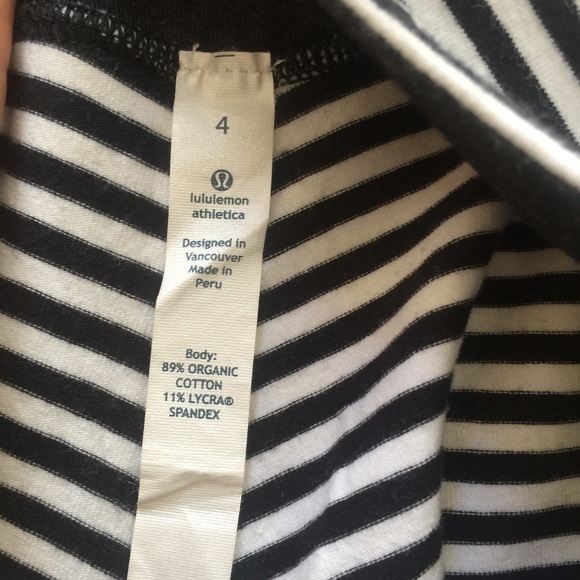 4
lululemon
athletica
Designed in
Vancouver
Made in
Peru
Body:
89% ORGANIC
COTTON
11% LYCRA®
SPANDEX